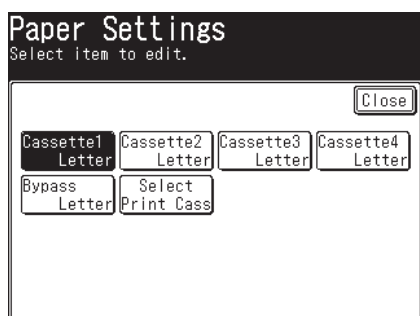 Paper Settings
Select item to edit.
Close
Cassette1 Cassette2 Cassette3 Cassette4
Letter Letter Letter Letter
Bypass Select
Letter Print Cass